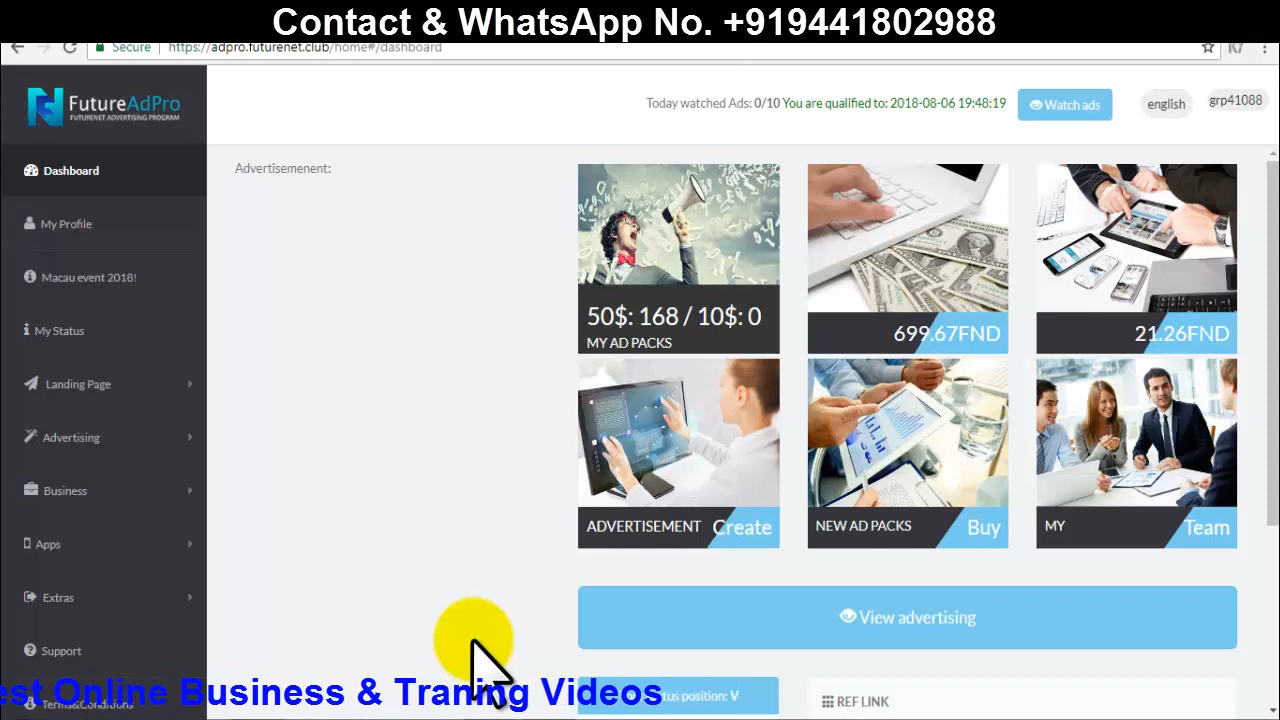 Contact & WhatsApp No. +919441802988
Secure
https://adpro.futurenet.club/home#/dashboard
FutureAdPro
FUTURENET ADVERTISING PROGRAM
Today watched Ads: 0/10 You are qualified to: 2018-08-06 19:48:19
Watch ads
english
grp41088
Dashboard
My Profile
Macau event 2018!
My Status
Landing Page
Advertising
Business
Apps
Extras
Support
Terms&Conditions
Advertisemenent:
50$: 168 / 10$: 0
MY AD PACKS
699.67FND
21.26FND
ADVERTISEMENT Create
NEW AD PACKS Buy
MY Team
View advertising
position: V
REF LINK
Online Business & Traning Videos